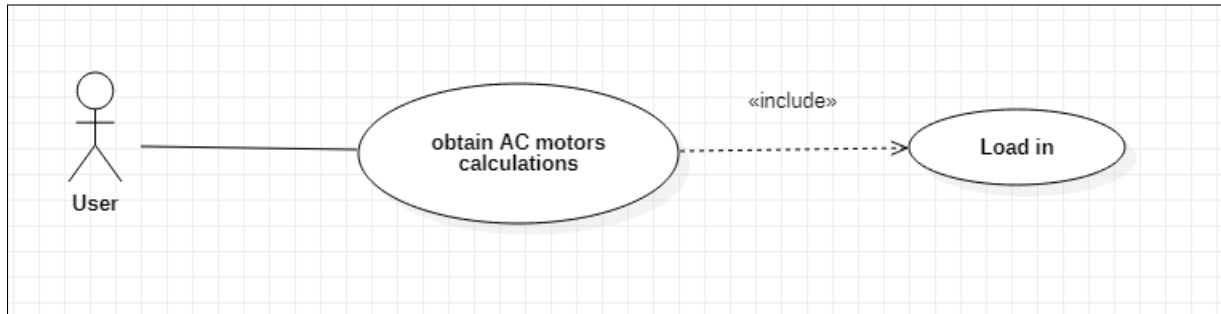 User
obtain AC motors
calculations
«include»
Load in